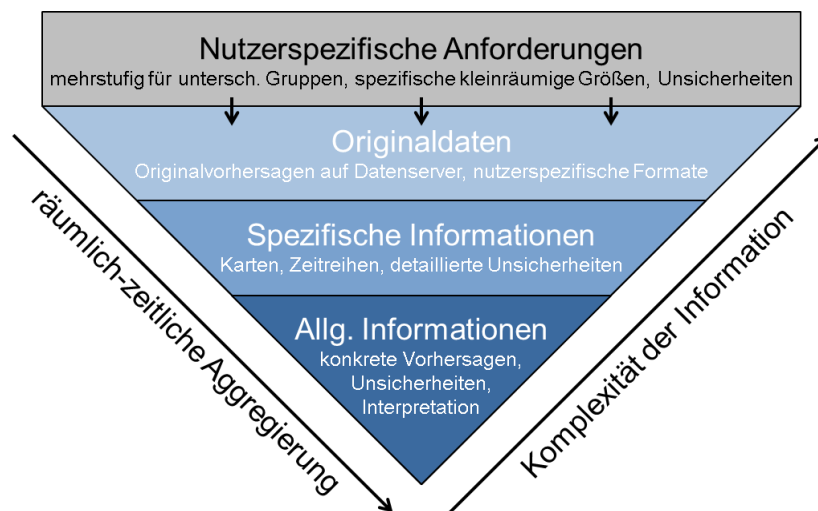 Nutzerspezifische Anforderungen
mehrstufig für untersch. Gruppen, spezifische kleinräumige Größen, Unsicherheiten
Originaldaten
Originalvorhersagen auf Datenserver, nutzerspezifische Formate
Spezifische Informationen
Karten, Zeitreihen, detaillierte Unsicherheiten
Allg. Informationen
konkrete Vorhersagen,
Unsicherheiten,
Interpretation
räumlich-zeitliche Aggregierung
Komplexität der Information